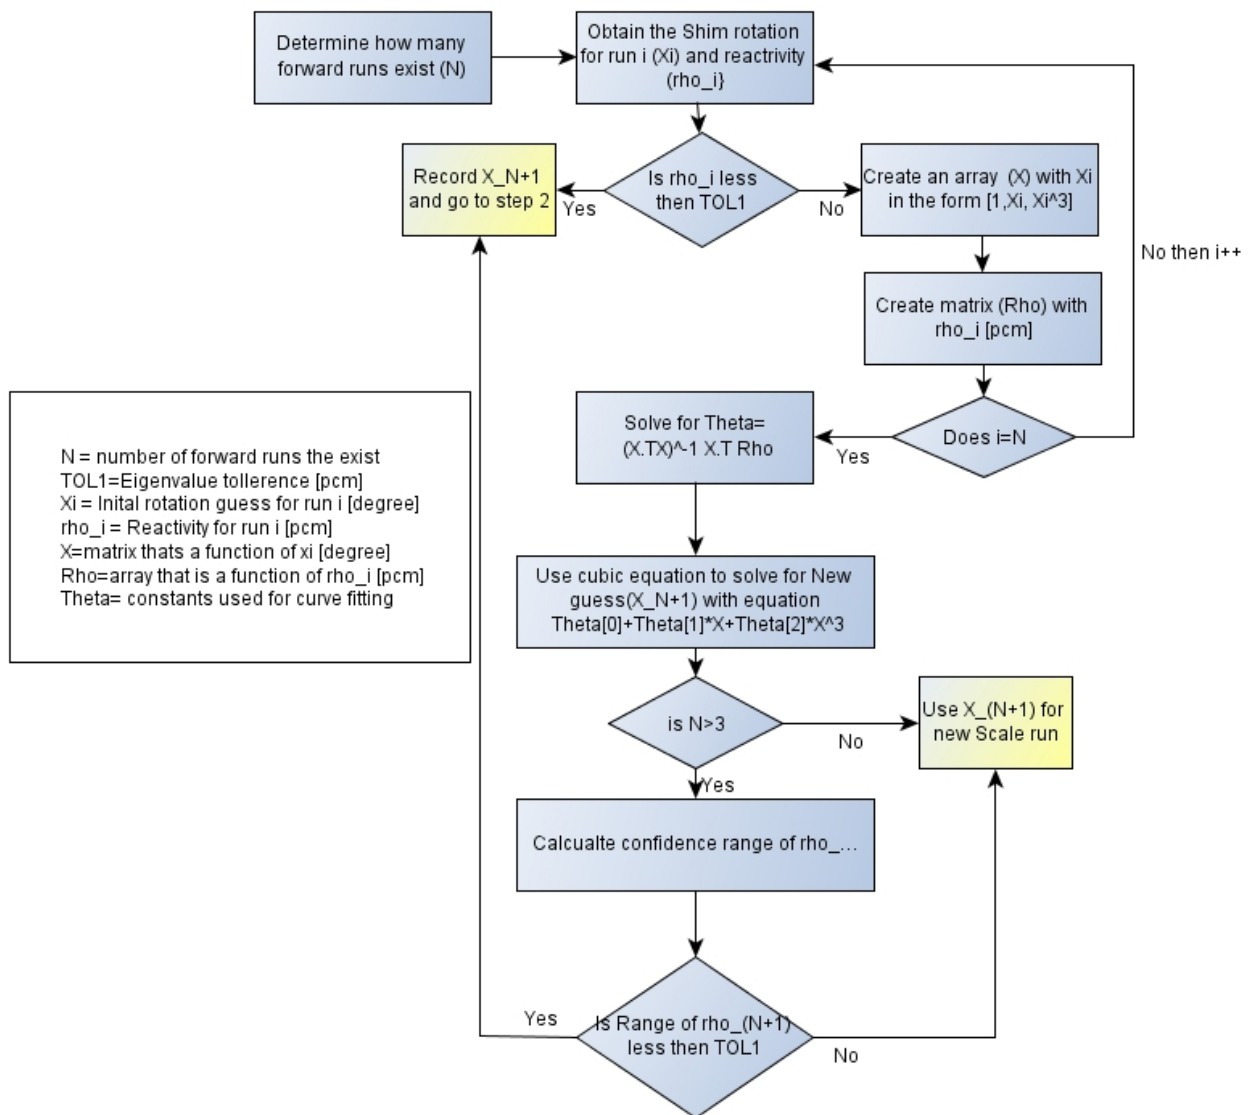 Determine how many
forward runs exist (N)
Obtain the Shim rotation
for run i (Xi) and reactrivity
(rho_i}
Record X_N+1
and go to step 2
Yes
Is rho_i less
then TOL1
No
Create an array  (X) with Xi
in the form [1,Xi, Xi^3]
No then i++
Create matrix (Rho) with
rho_i [pcm]
Solve for Theta=
(X.TX)^-1 X.T Rho
Yes
Does i=N
N = number of forward runs the exist
TOL1=Eigenvalue tollerence [pcm]
Xi = Inital rotation guess for run i [degree]
rho_i = Reactivity for run i [pcm]
X=matrix thats a function of xi [degree]
Rho=array that is a function of rho_i [pcm]
Theta= constants used for curve fitting
Use cubic equation to solve for New
guess(X_N+1) with equation
Theta[0]+Theta[1]*X+Theta[2]*X^3
is N>3
No
Use X_(N+1) for
new Scale run
Yes
Calcualte confidence range of rho_...
Yes
Is Range of rho_(N+1)
less then TOL1
No